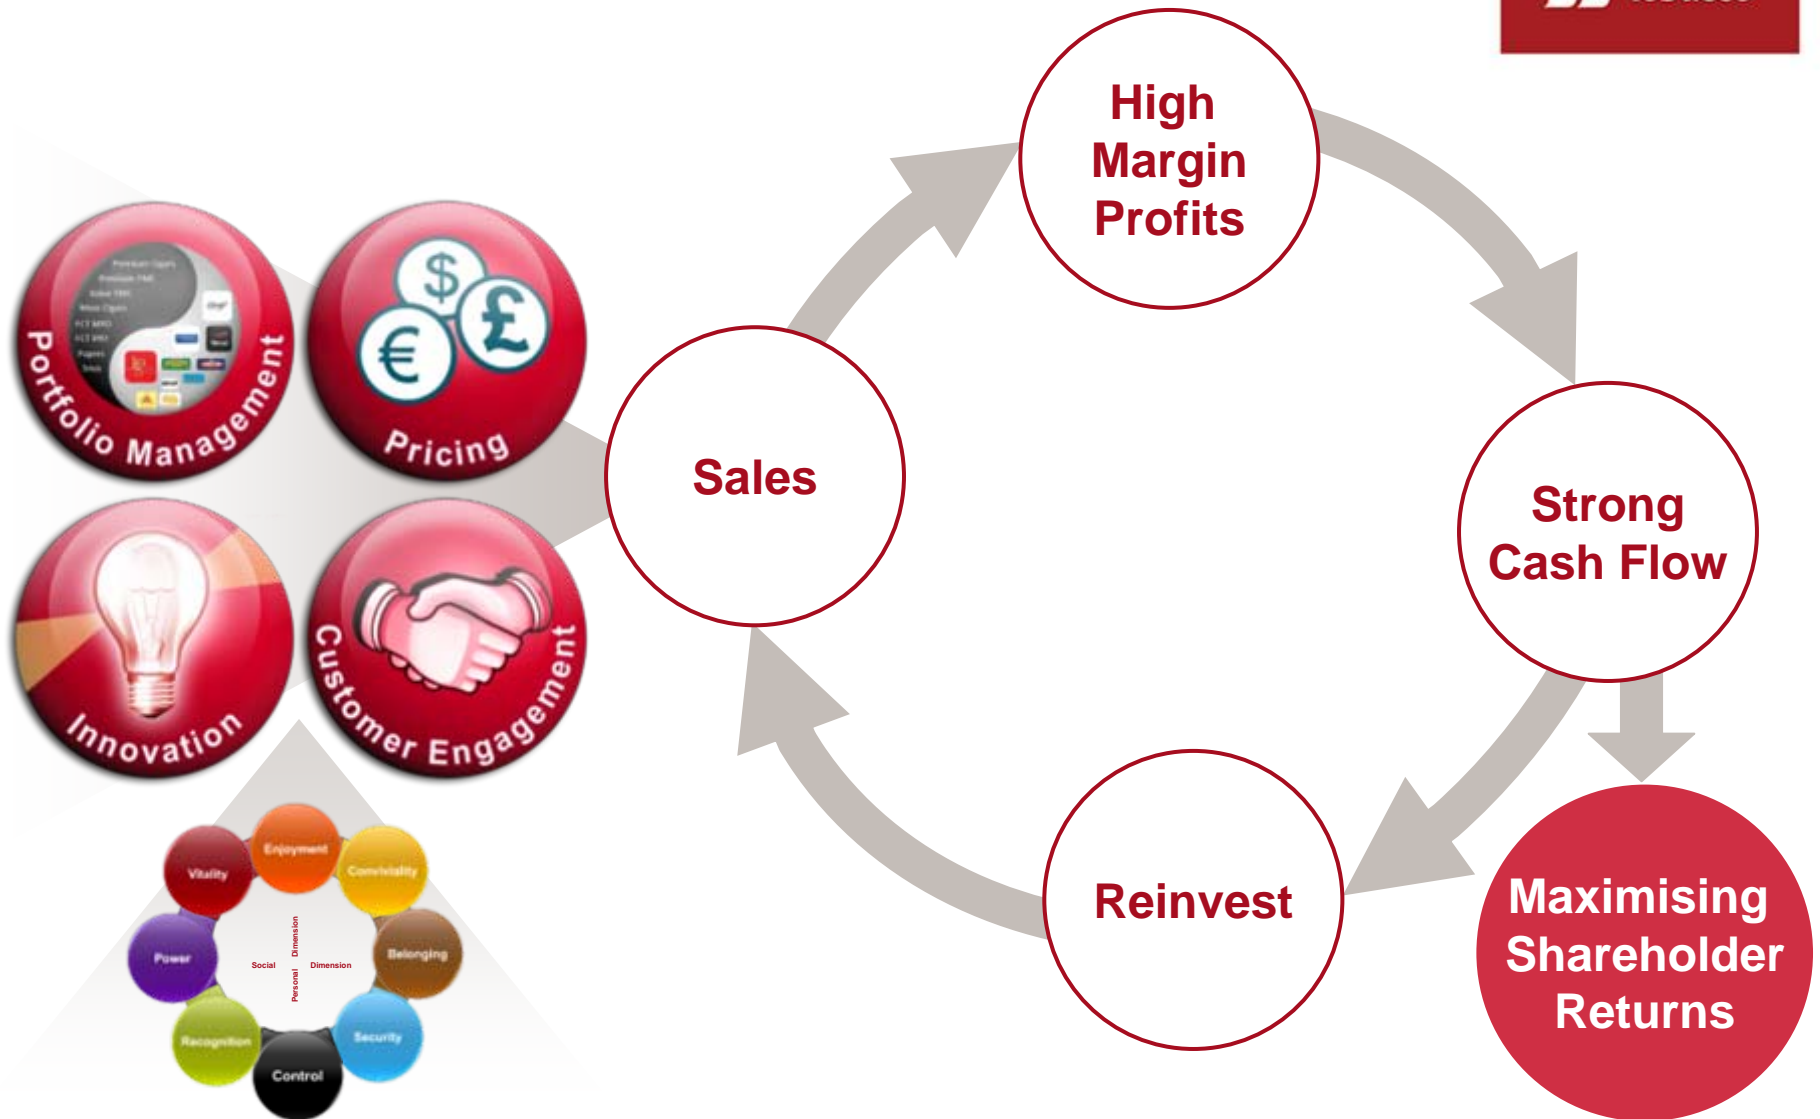 High
Margin
Profits
Portfolio Management
$
€
£
Pricing
Sales
Strong
Cash Flow
Innovation
Customer Engagement
Reinvest
Maximising
Shareholder
Returns
Enjoyment
Vitality
Conviviality
Power
Social Dimension
Personal Dimension
Belonging
Recognition
Security
Control